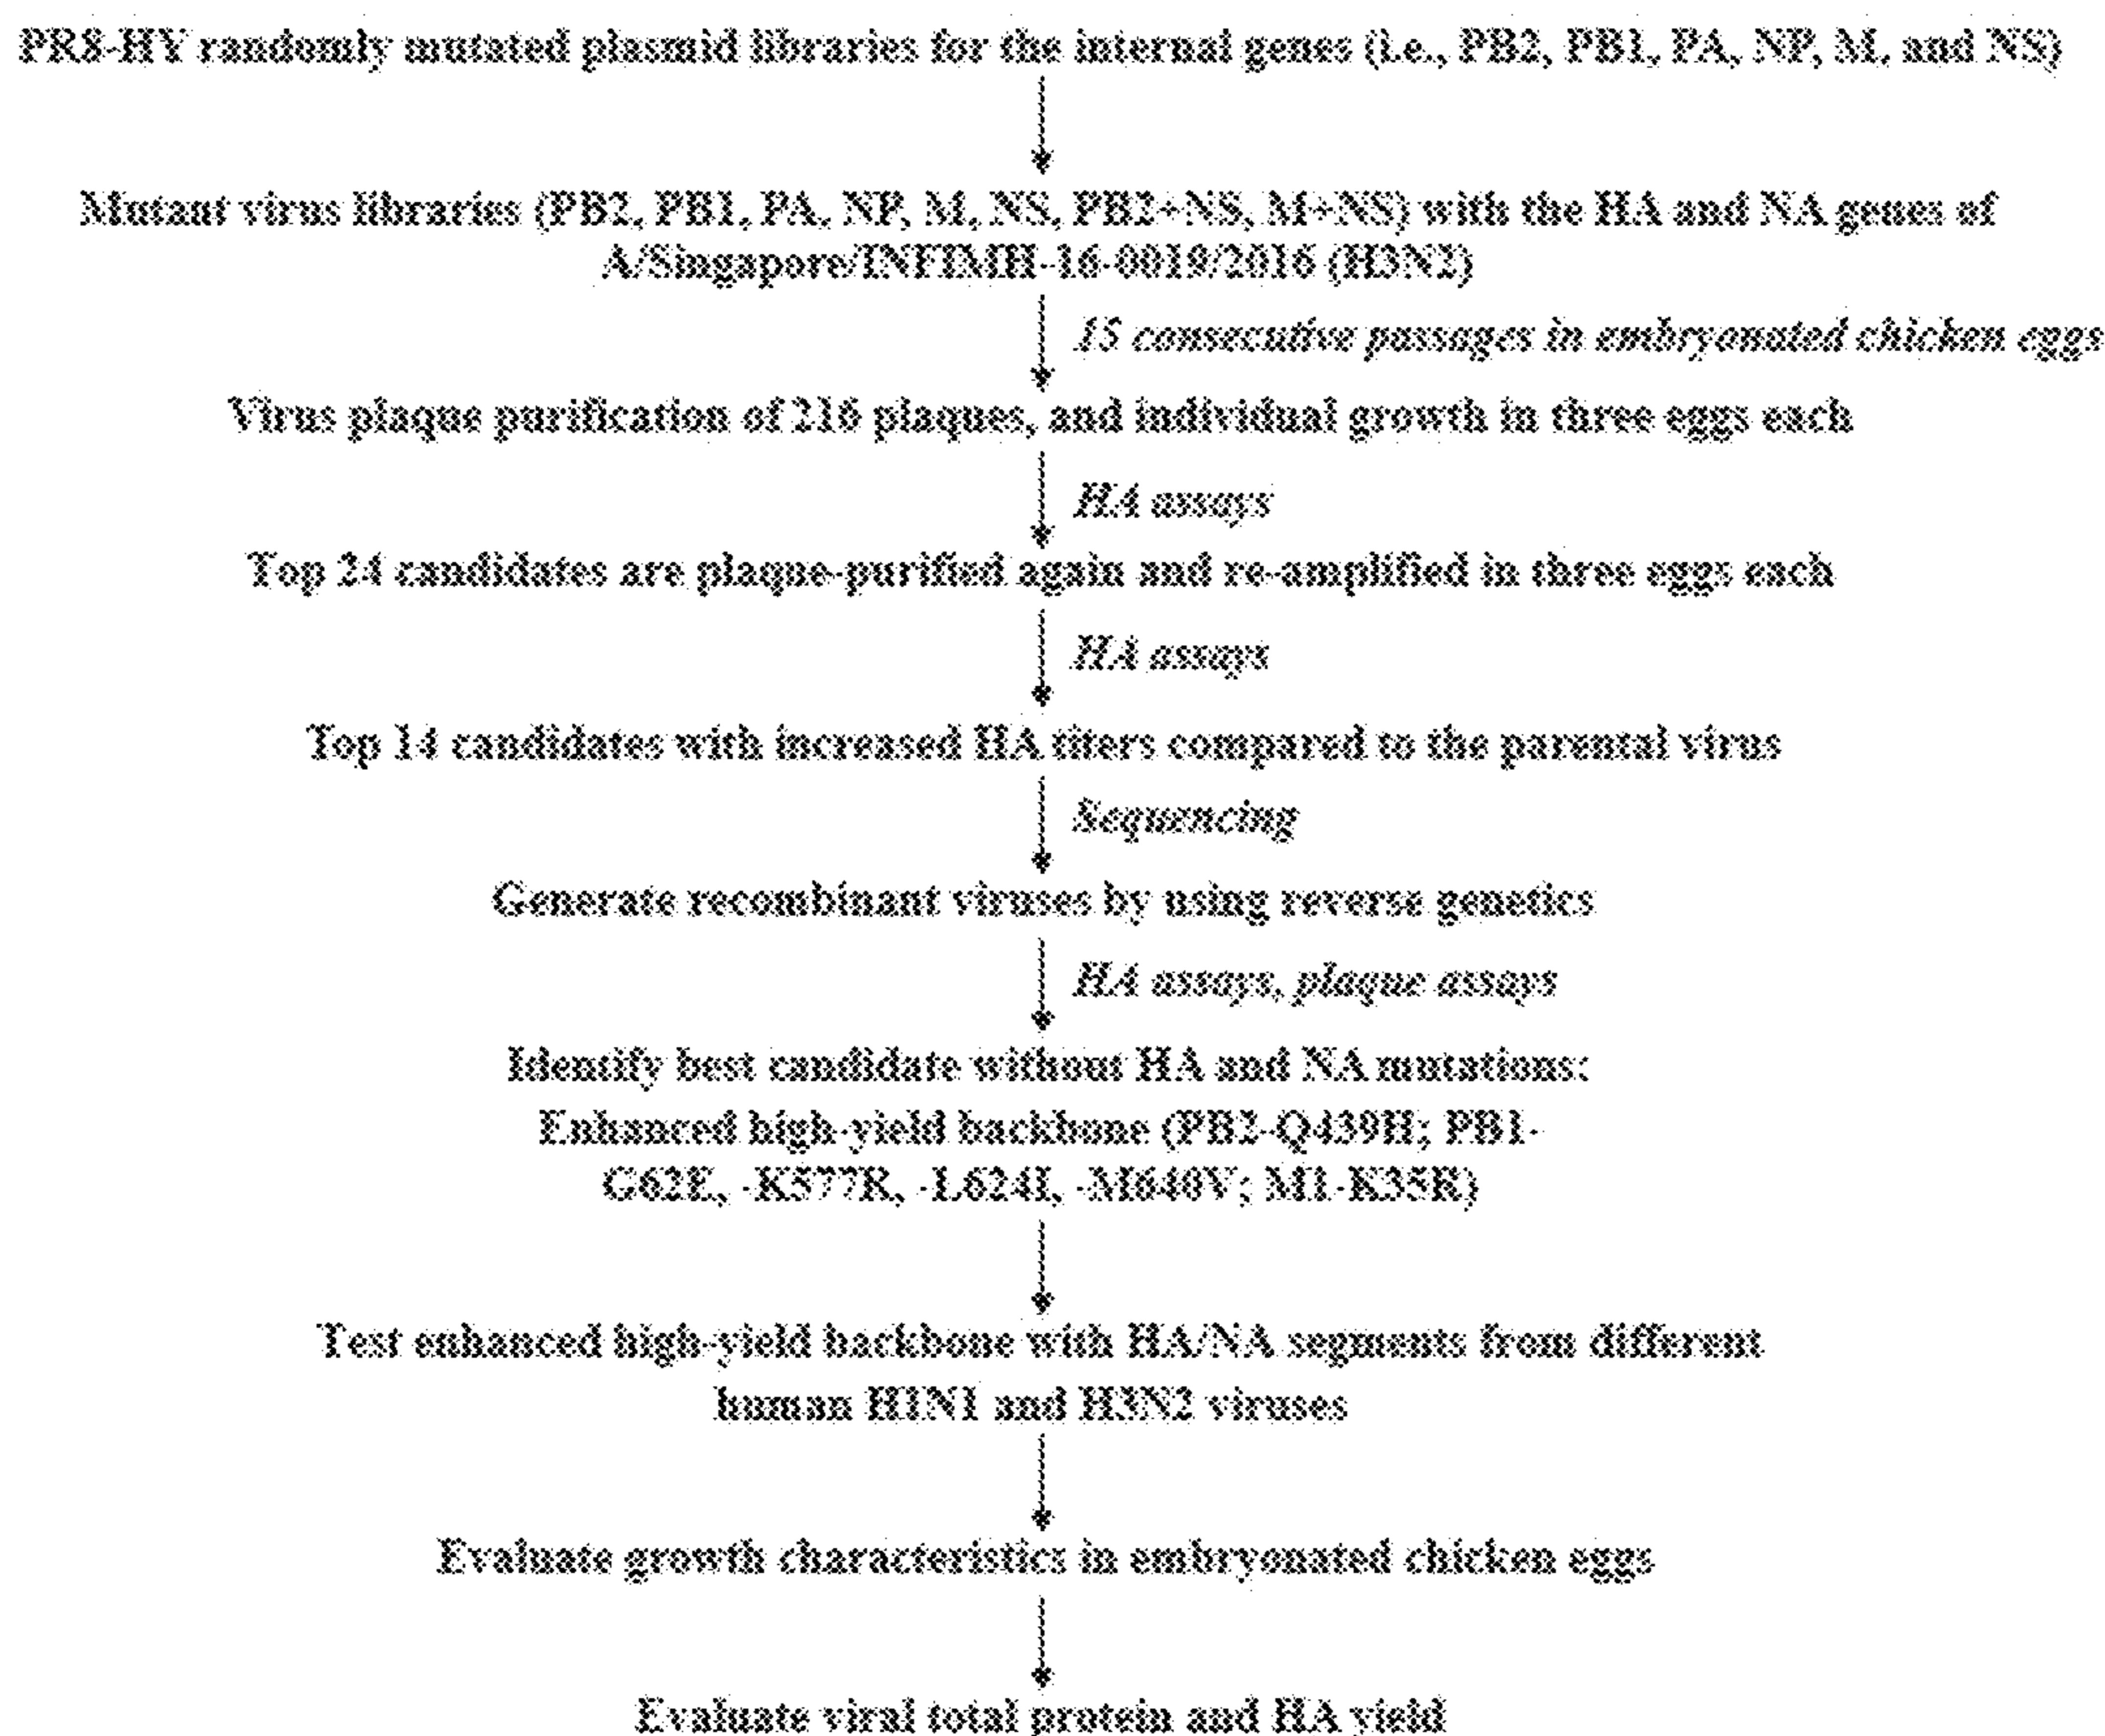 PR8-HY randomly mutated plasmid libraries for the internal genes (i.e., PB2, PB1, PA, NP, M, and NS)
Mutant virus libraries (PB2, PB1, PA, NP, M, NS, PB2+NS, M+NS) with the HA and NA genes of
A/Singapore/INFIMH-16-0019/2016 (H3N2)
15 consecutive passages in embryonated chicken eggs
Virus plaque purification of 216 plaques, and individual growth in three eggs each
HA assays
Top 24 candidates are plaque-purified again and re-amplified in three eggs each
HA assays
Top 14 candidates with increased HA titers compared to the parental virus
Sequencing
Generate recombinant viruses by using reverse genetics
HA assays, plaque assays
Identify best candidate without HA and NA mutations:
Enhanced high-yield backbone (PB2-Q439H; PB1-
G62E, -K577R, -L624I, -M640V; M1-K35R)
Test enhanced high-yield backbone with HA/NA segments from different
human H1N1 and H3N2 viruses
Evaluate growth characteristics in embryonated chicken eggs
Evaluate viral total protein and HA yield